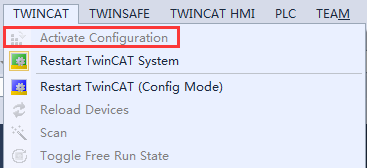 TWINCAT TWINSAFE TWINCAT HMI PLC TEAM
Activate Configuration
Restart TwinCAT System
Restart TwinCAT (Config Mode)
Reload Devices
Scan
Toggle Free Run State